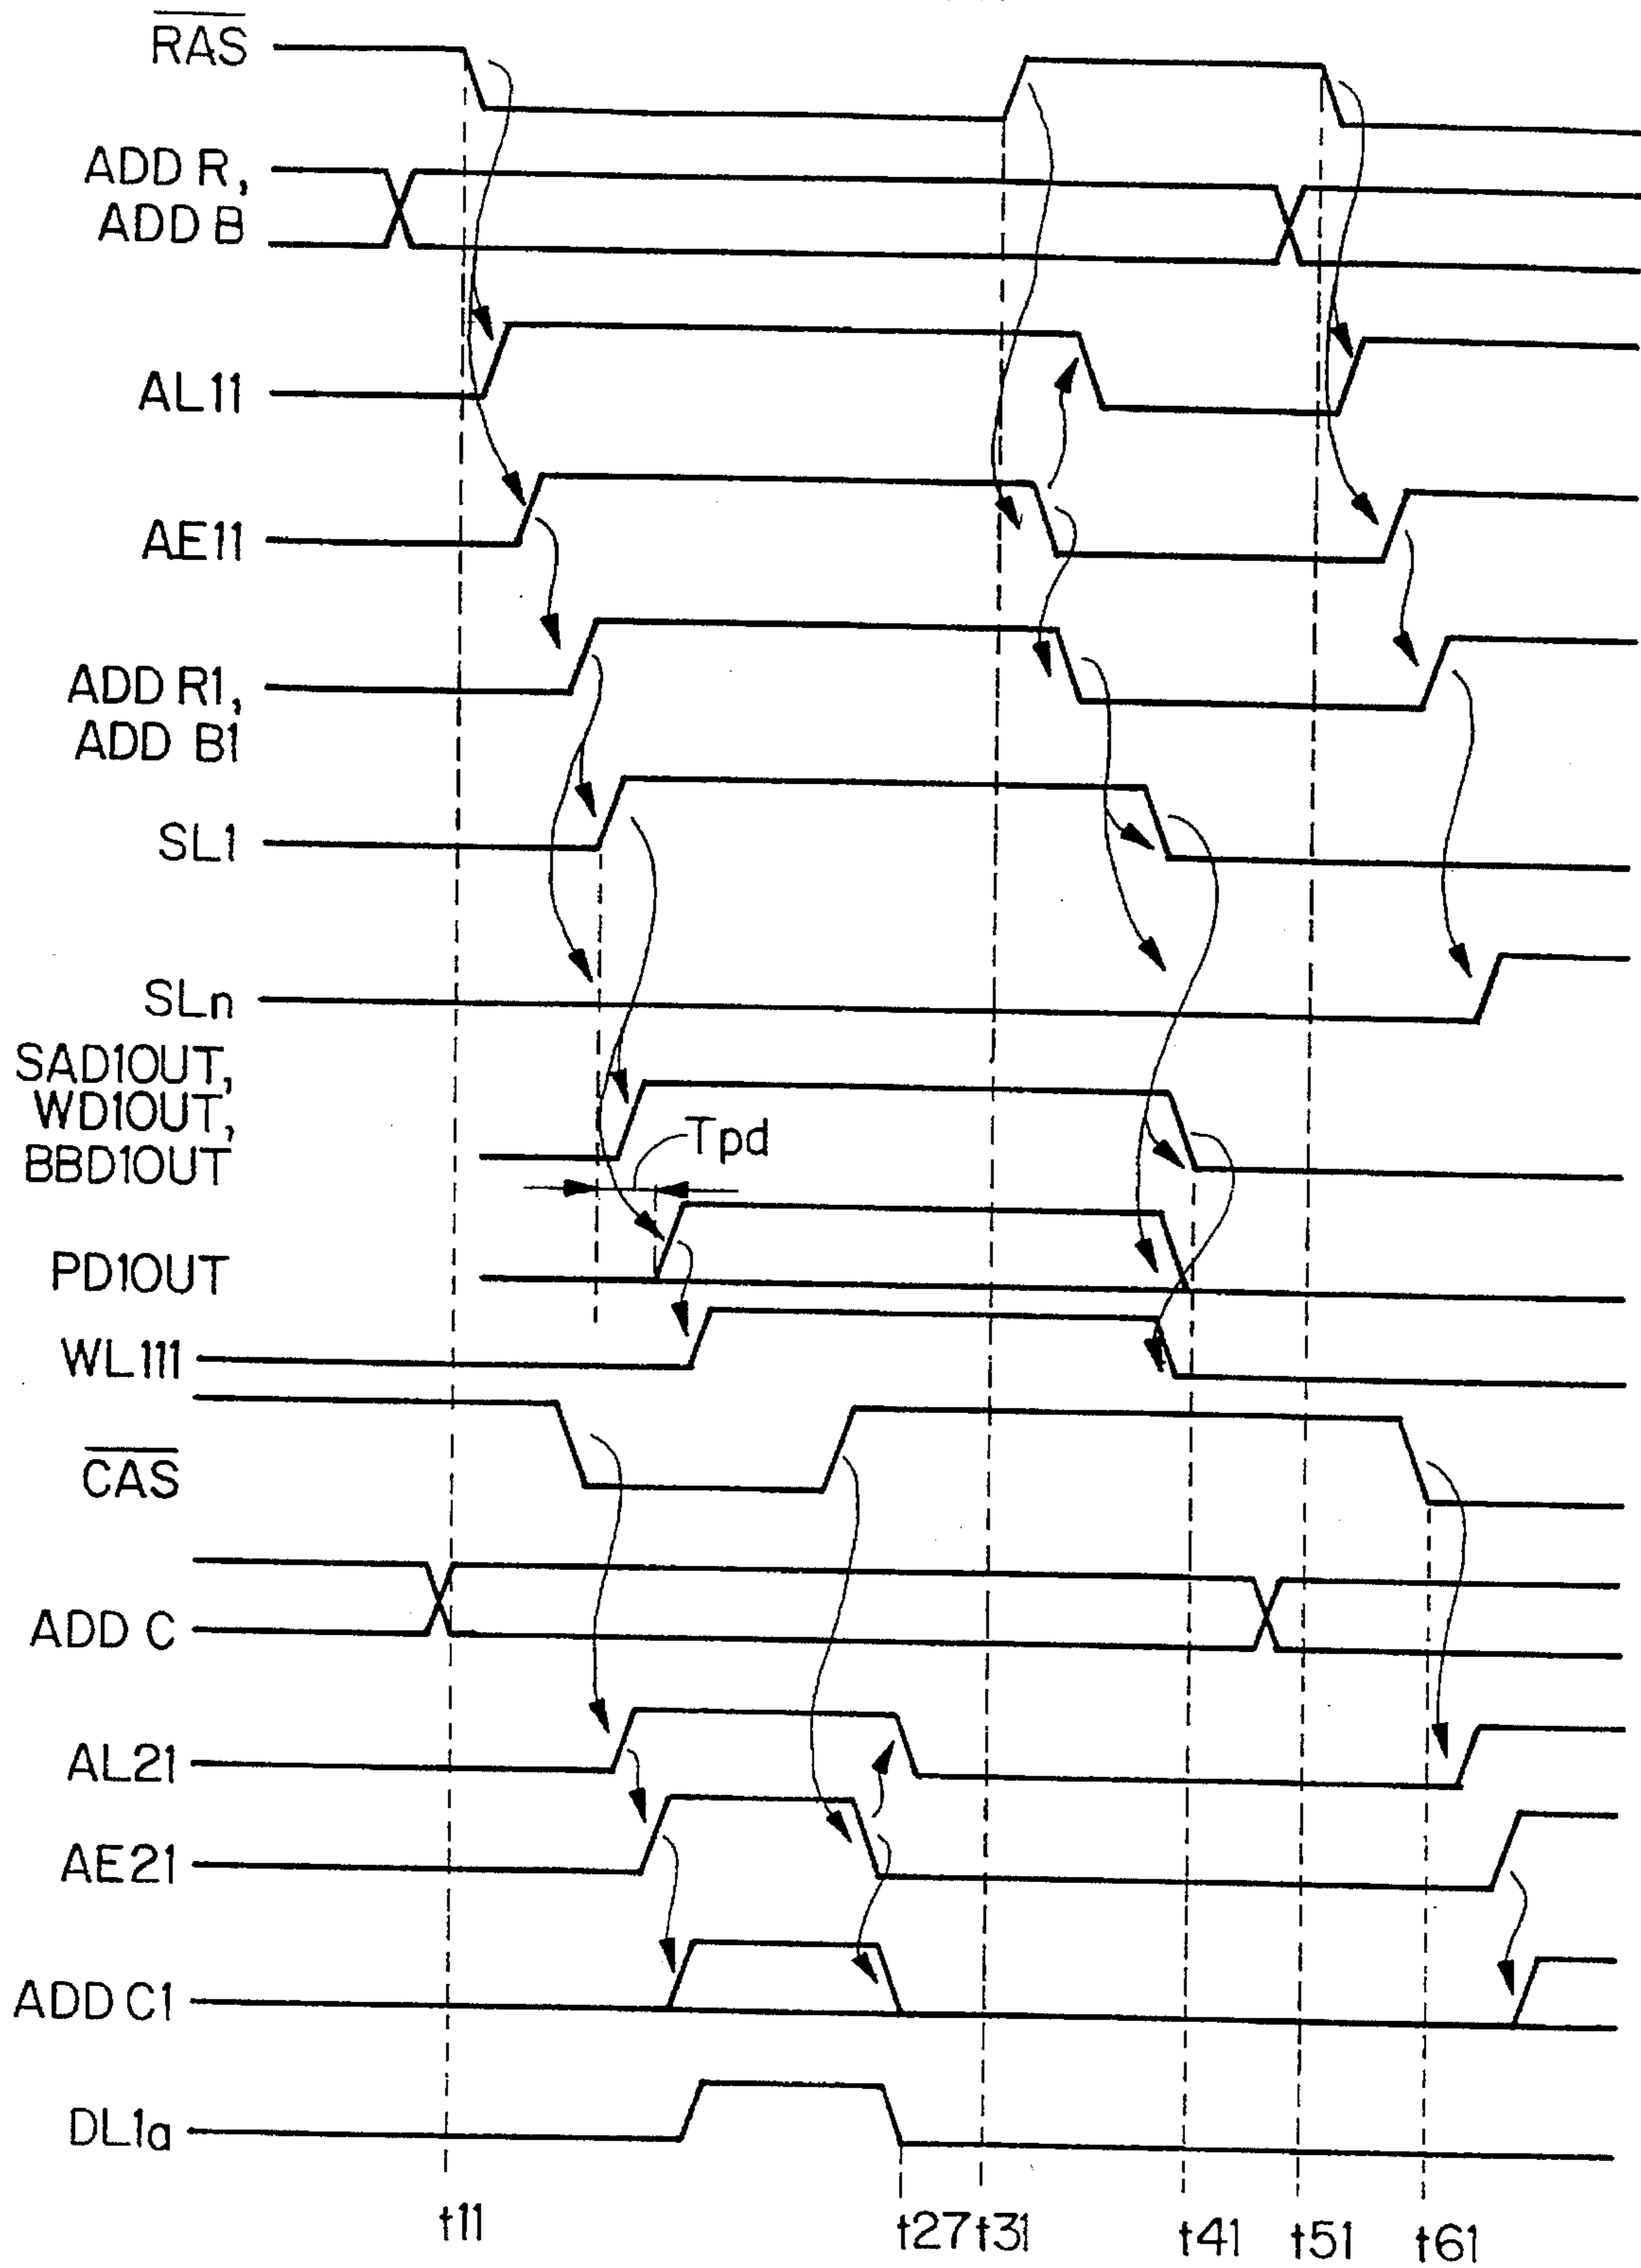 RAS
ADD R,
ADD B
AL11
AE11
ADD R1,
ADD B1
SL1
SLn
SAD1OUT,
WD1OUT,
BBD1OUT
Tpd
PD1OUT
WL111
CAS
ADD C
AL21
AE21
ADD C1
DL1a
t11 t27 t31 t41 t51 t61